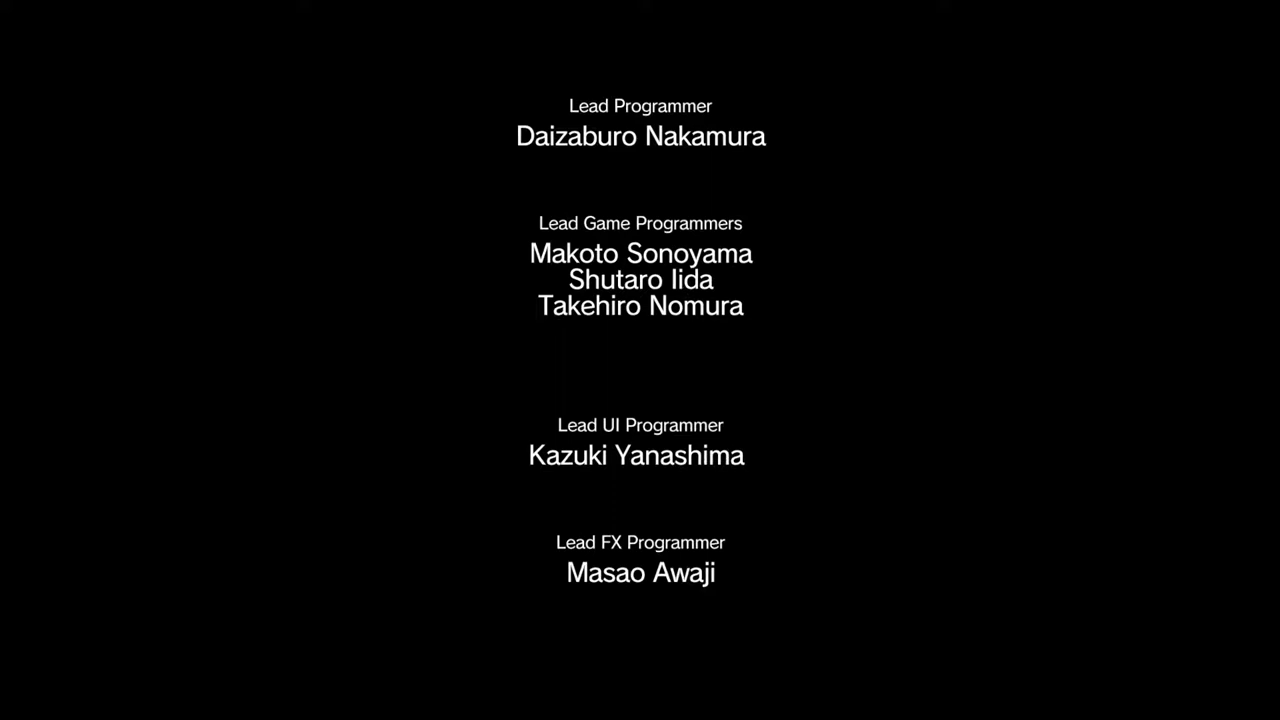 Lead Programmer
Daizaburo Nakamura
Lead Game Programmers
Makoto Sonoyama
Shutaro Iida
Takehiro Nomura
Lead UI Programmer
Kazuki Yanashima
Lead FX Programmer
Masao Awaji